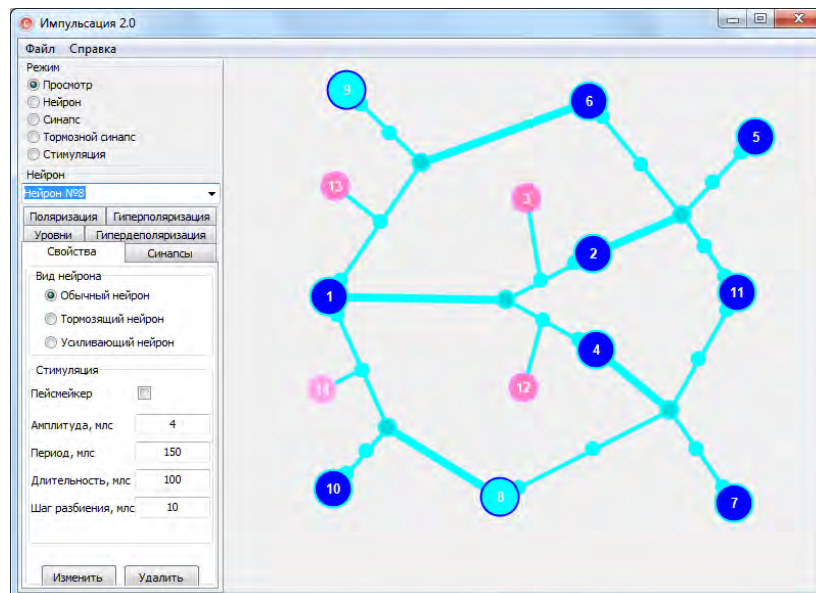 Импульсация 2.0
Файл Справка
Режим
Просмотр
Нейрон
Синапс
Тормозной синапс
Стимуляция
Нейрон
Нейрон №8
Поляризация Гиперполяризация
Уровни Гипердеполяризация
Свойства Синапсы
Вид нейрона
Обычный нейрон
Тормозящий нейрон
Усиливающий нейрон
Стимуляция
Пейсмейкер
Амплитуда, млс 4
Период, млс 150
Длительность, млс 100
Шаг разбиения, млс 10
Изменить Удалить
9
6
5
13
3
2
1
11
4
14
12
10
8
7